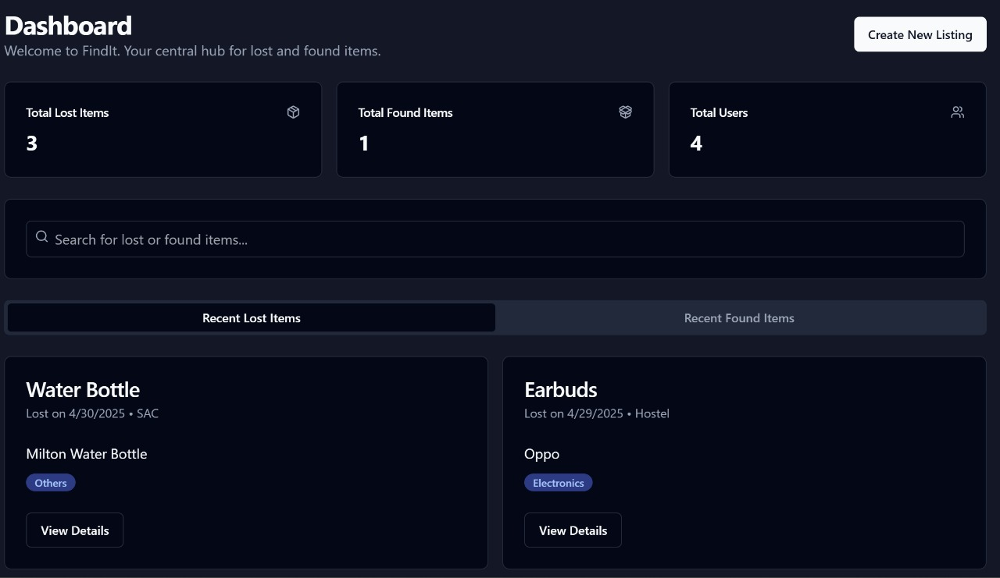 Dashboard
Welcome to FindIt. Your central hub for lost and found items.
Create New Listing
Total Lost Items
3
Total Found Items
1
Total Users
4
Search for lost or found items...
Recent Lost Items
Recent Found Items
Water Bottle
Lost on 4/30/2025 • SAC
Milton Water Bottle
Others
View Details
Earbuds
Lost on 4/29/2025 • Hostel
Oppo
Electronics
View Details